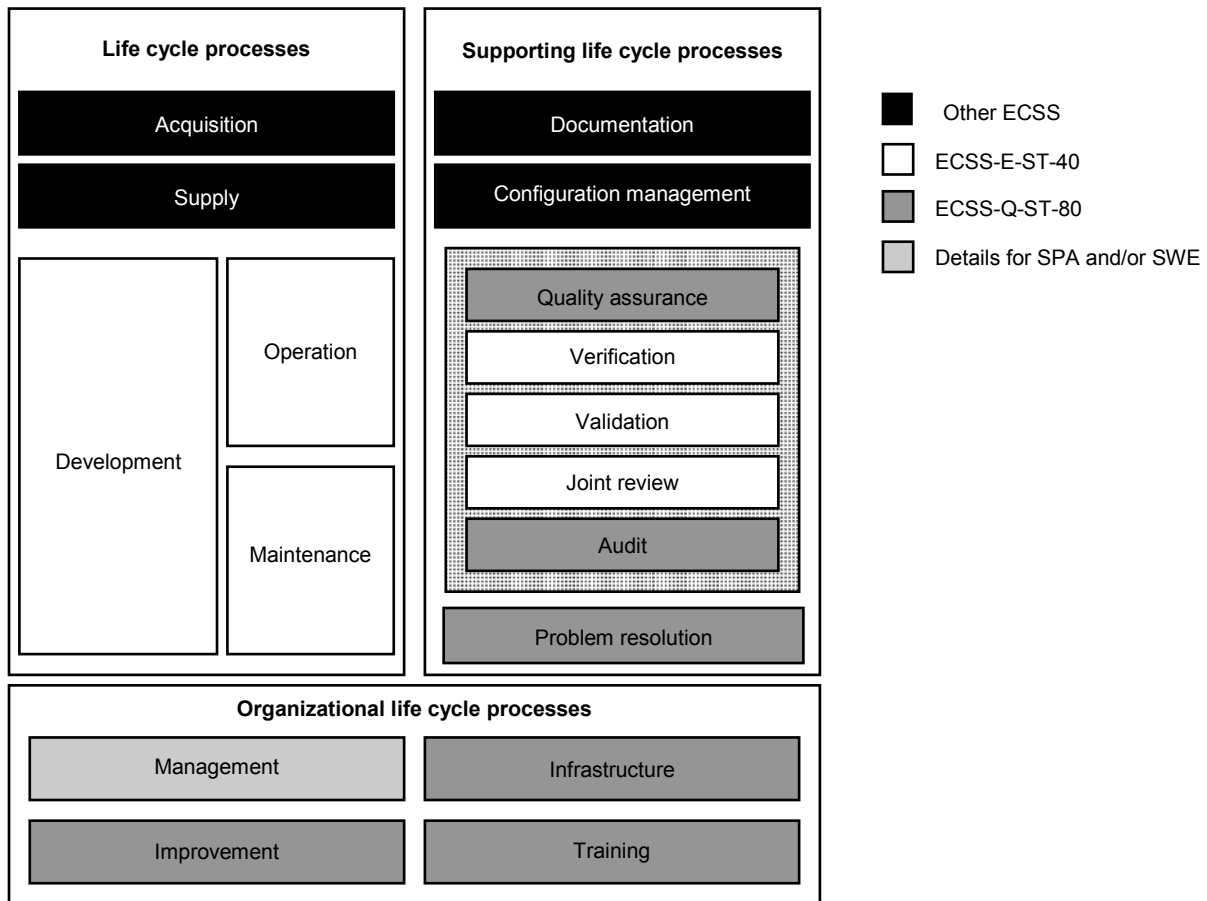 Life cycle processes
Acquisition
Supply
Development
Operation
Maintenance
Supporting life cycle processes
Documentation
Configuration management
Quality assurance
Verification
Validation
Joint review
Audit
Problem resolution
Organizational life cycle processes
Management
Infrastructure
Improvement
Training
Other ECSS
ECSS-E-ST-40
ECSS-Q-ST-80
Details for SPA and/or SWE